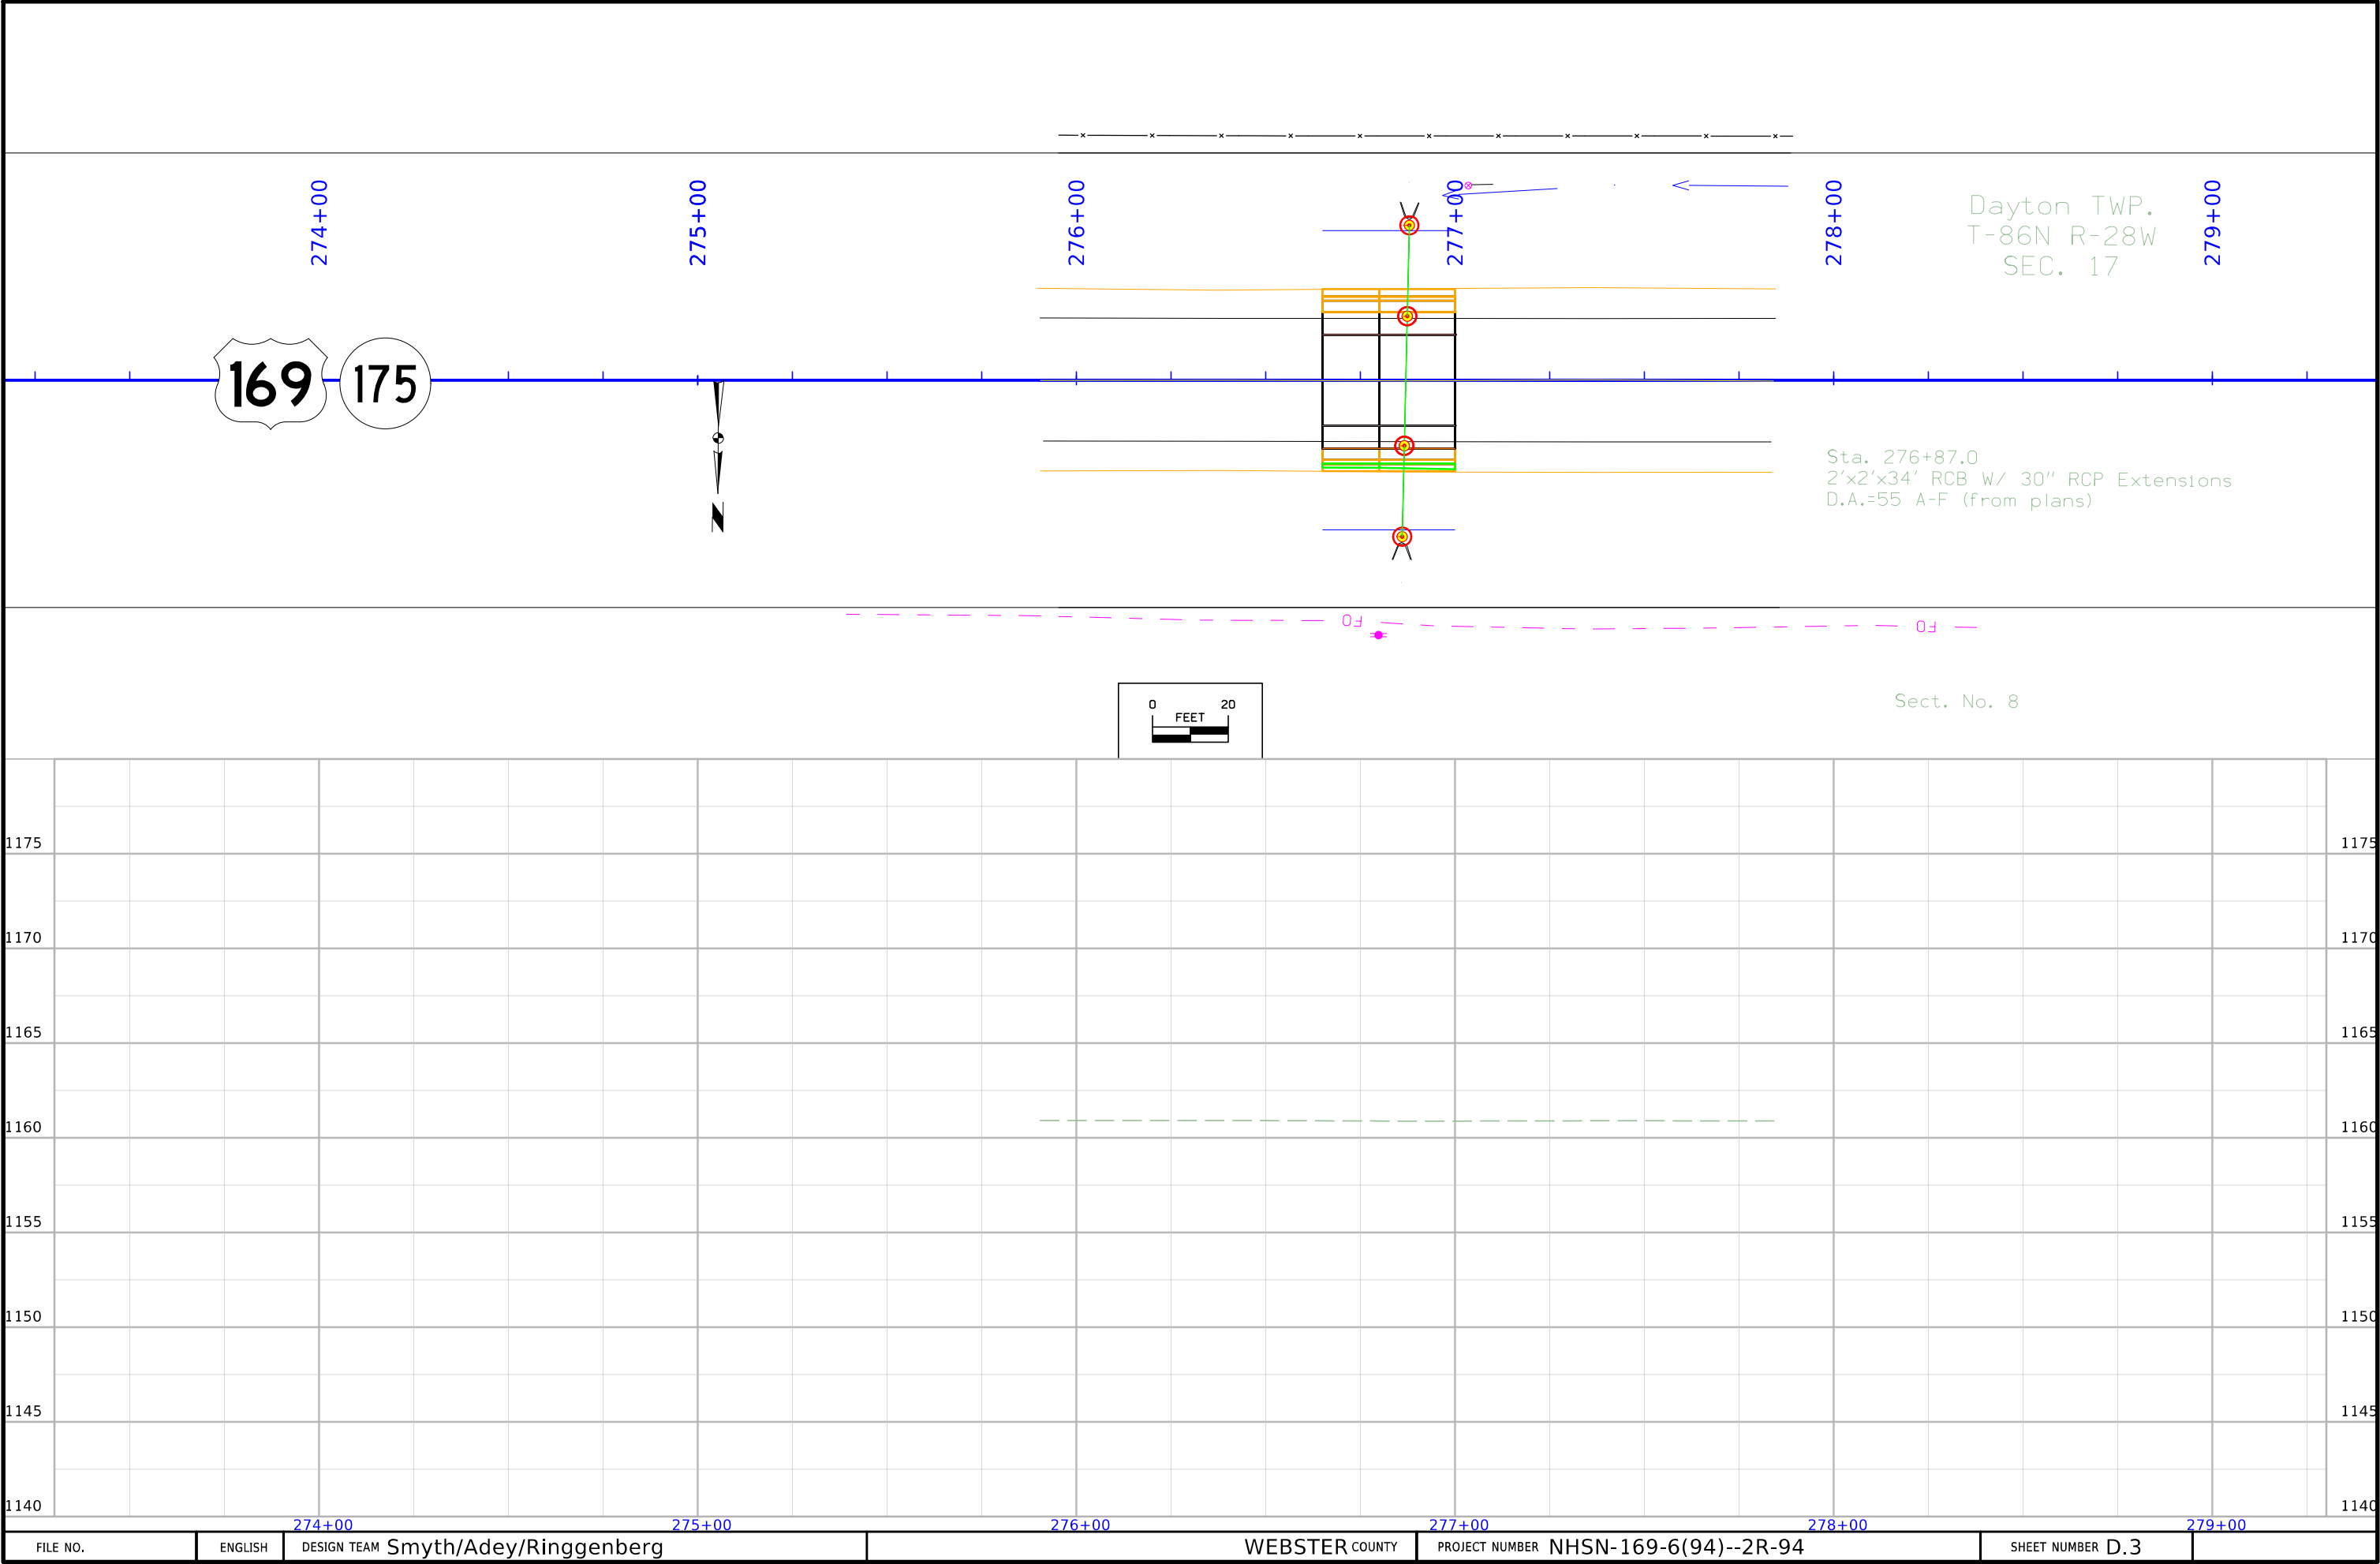 274+00
275+00
276+00
277+00
278+00
279+00
Dayton TWP.
T-86N R-28W
SEC. 17
169
175
N
Sta. 276+87.0
2'x2'x34' RCB W/ 30" RCP Extensions
D.A.=55 A-F (from plans)
FO
FO
0 20
FEET
Sect. No. 8
1175 1175
1170 1170
1165 1165
1160 1160
1155 1155
1150 1150
1145 1145
1140 1140
274+00 275+00 276+00 277+00 278+00 279+00
FILE NO. ENGLISH DESIGN TEAM Smyth/Adey/Ringgenberg WEBSTER COUNTY PROJECT NUMBER NHSN-169-6(94)--2R-94 SHEET NUMBER D.3